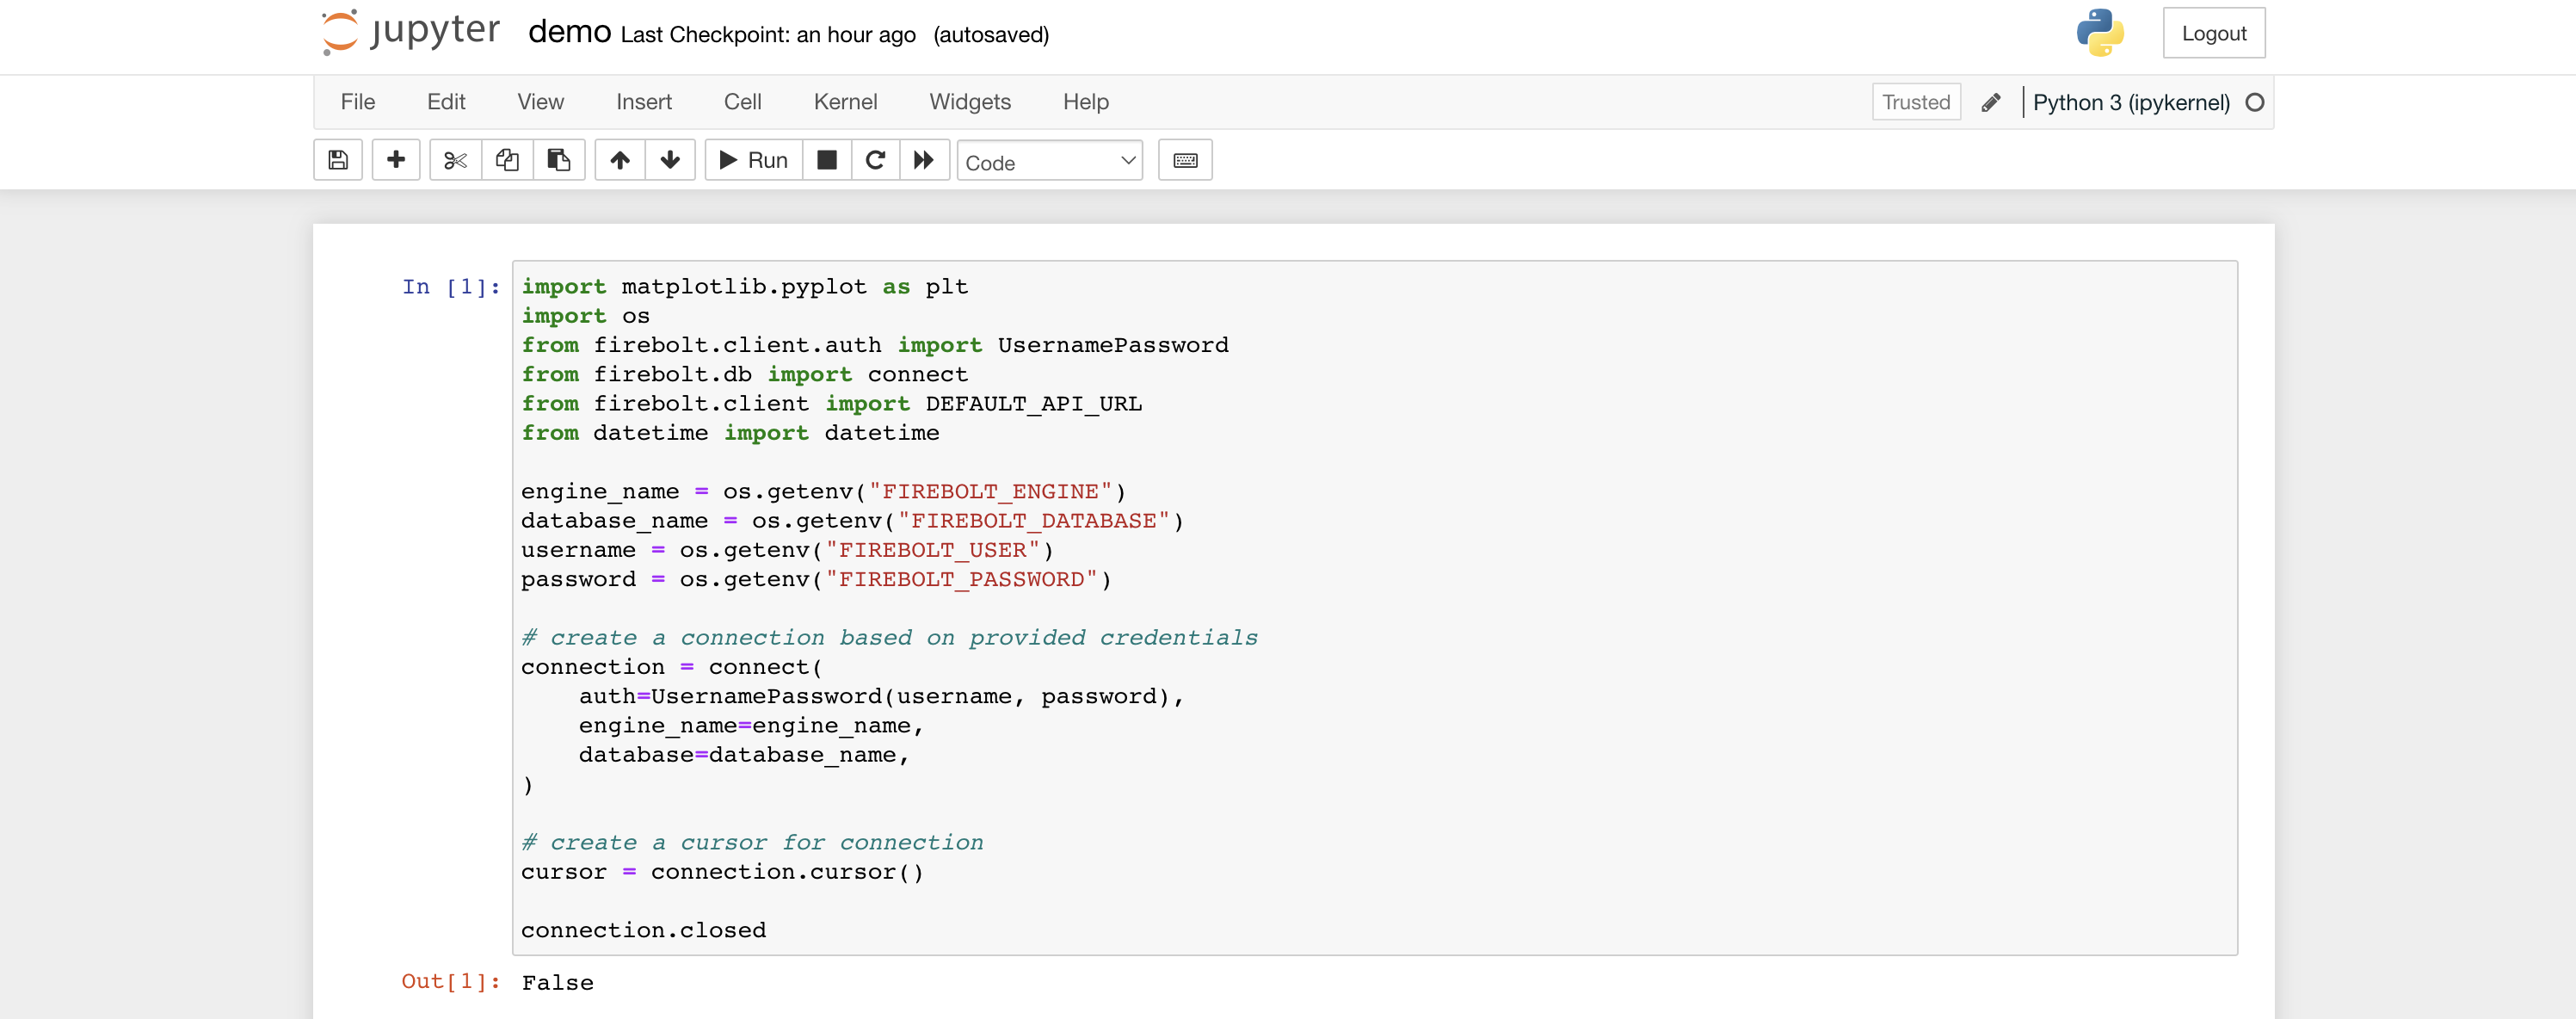 jupyter demo Last Checkpoint: an hour ago (autosaved) Logout
File Edit View Insert Cell Kernel Widgets Help Trusted Python 3 (ipykernel)
Run Code
In [1]: import matplotlib.pyplot as plt
import os
from firebolt.client.auth import UsernamePassword
from firebolt.db import connect
from firebolt.client import DEFAULT_API_URL
from datetime import datetime
engine_name = os.getenv("FIREBOLT_ENGINE")
database_name = os.getenv("FIREBOLT_DATABASE")
username = os.getenv("FIREBOLT_USER")
password = os.getenv("FIREBOLT_PASSWORD")
# create a connection based on provided credentials
connection = connect(
    auth=UsernamePassword(username, password),
    engine_name=engine_name,
    database=database_name,
)
# create a cursor for connection
cursor = connection.cursor()
connection.closed
Out[1]: False